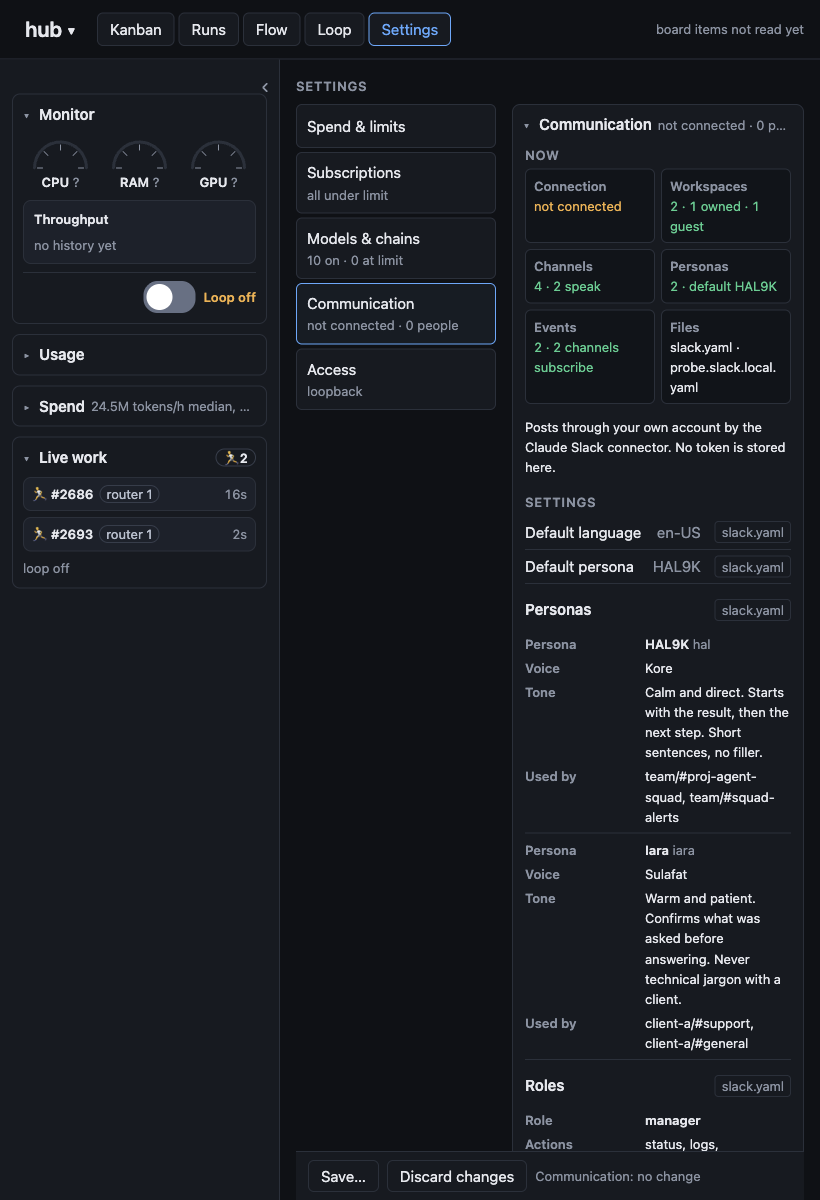 hub ▾
Kanban
Runs
Flow
Loop
Settings
board items not read yet
Monitor
CPU ?
RAM ?
GPU ?
Throughput
no history yet
Loop off
Usage
Spend 24.5M tokens/h median, ...
Live work
2
#2686 router 1 16s
#2693 router 1 2s
loop off
SETTINGS
Spend & limits
Subscriptions
all under limit
Models & chains
10 on · 0 at limit
Communication
not connected · 0 people
Access
loopback
Communication not connected · 0 p...
NOW
Connection
not connected
Workspaces
2 · 1 owned · 1
guest
Channels
4 · 2 speak
Personas
2 · default HAL9K
Events
2 · 2 channels
subscribe
Files
slack.yaml ·
probe.slack.local.
yaml
Posts through your own account by the
Claude Slack connector. No token is stored
here.
SETTINGS
Default language en-US slack.yaml
Default persona HAL9K slack.yaml
Personas slack.yaml
Persona HAL9K hal
Voice Kore
Tone Calm and direct. Starts
with the result, then the
next step. Short
sentences, no filler.
Used by team/#proj-agent-
squad, team/#squad-
alerts
Persona Iara iara
Voice Sulafat
Tone Warm and patient.
Confirms what was
asked before
answering. Never
technical jargon with a
client.
Used by client-a/#support,
client-a/#general
Roles slack.yaml
Role manager
Actions status, logs,
Save...
Discard changes
Communication: no change